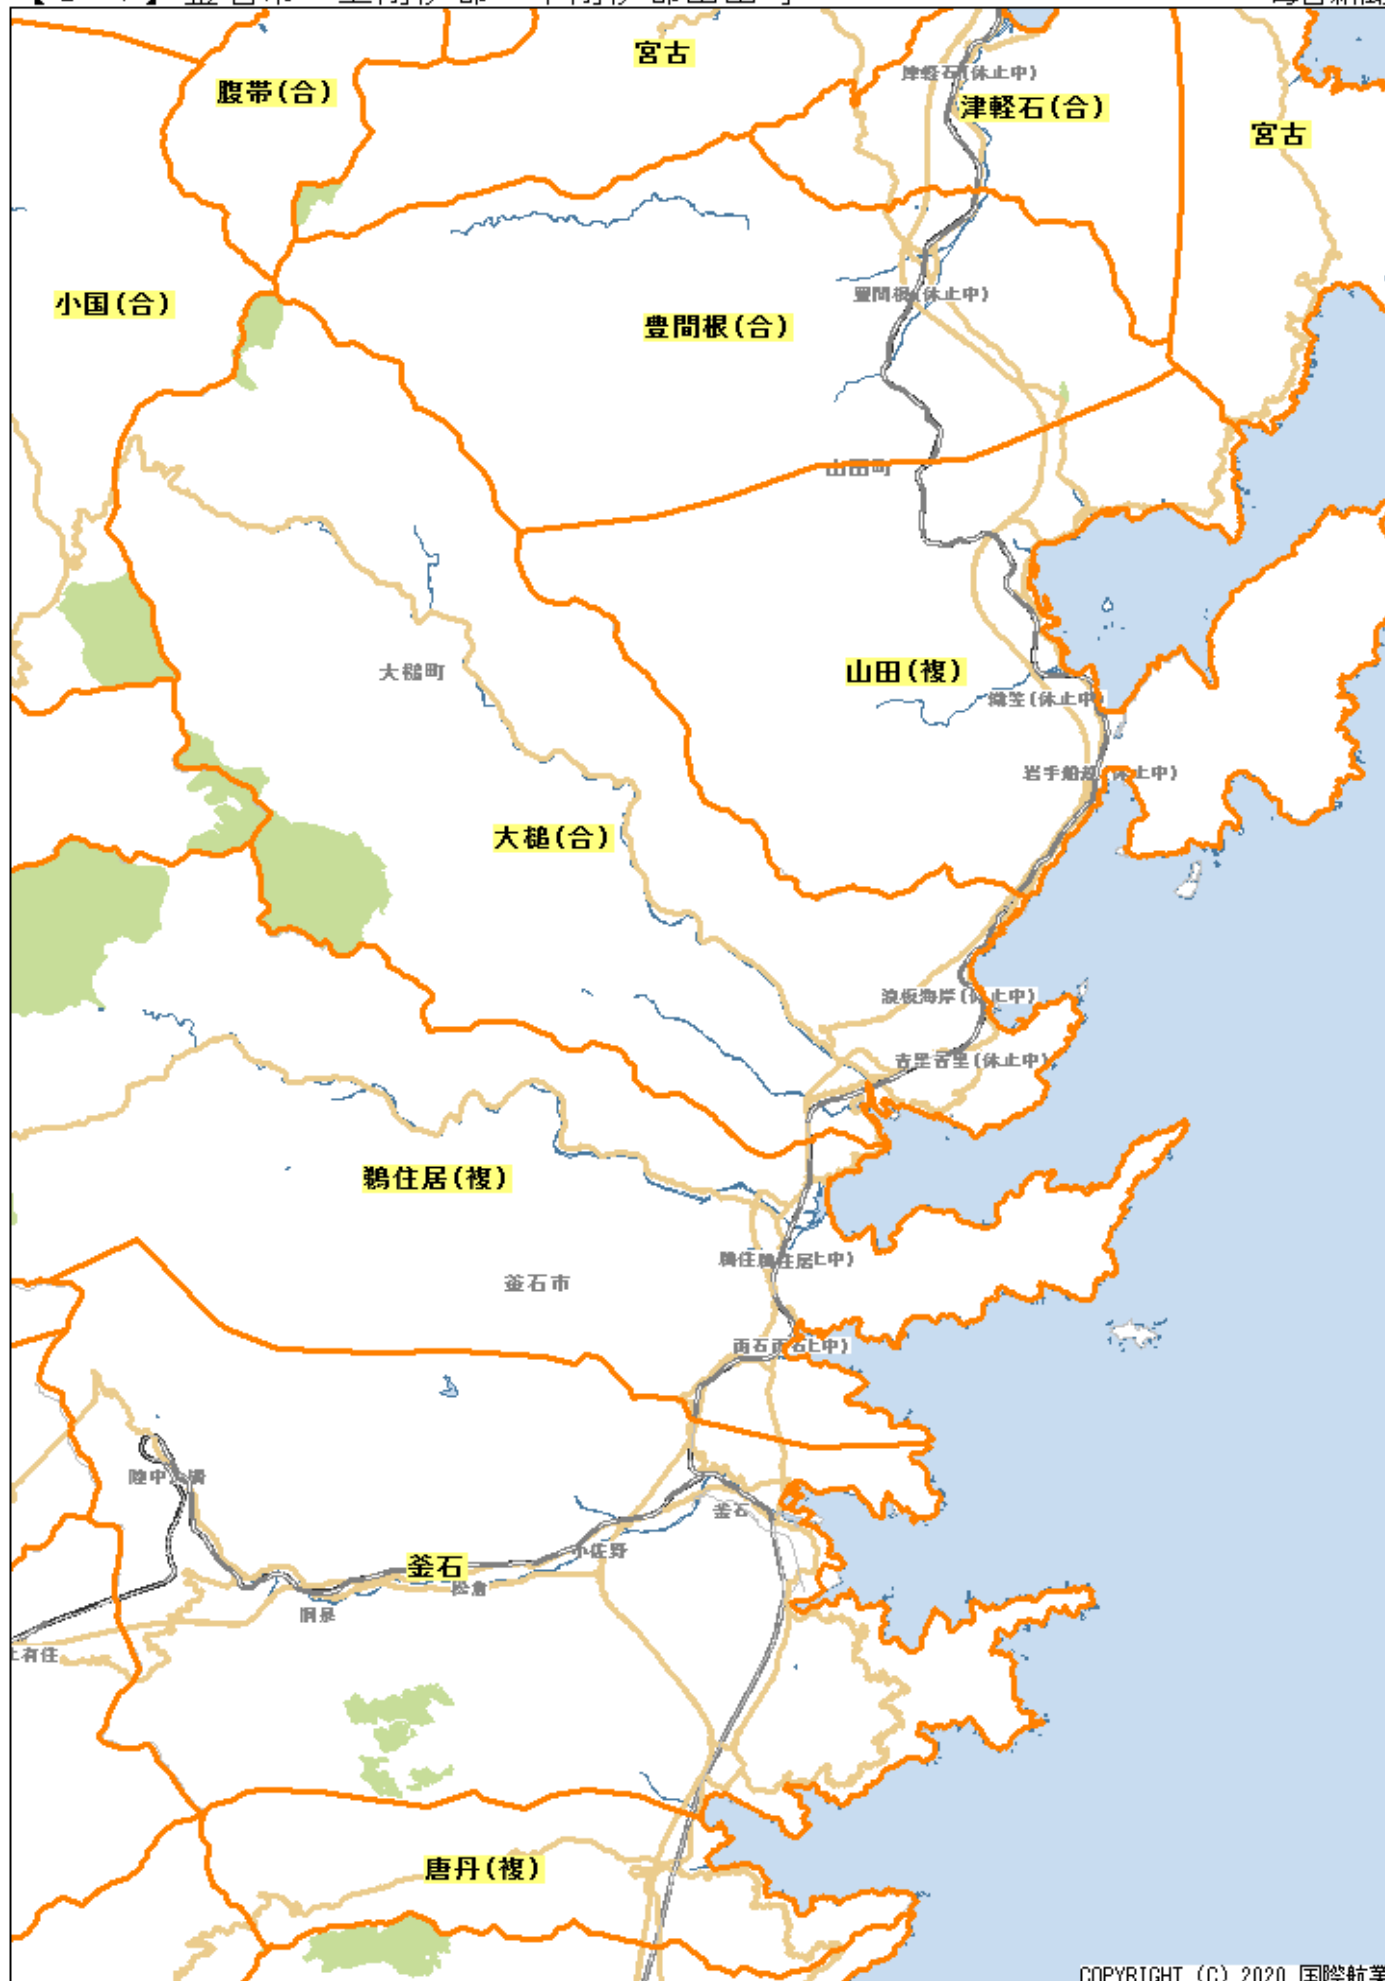 宮古
津軽石(休止中)
腹帯(合)
津軽石(合)
宮古
小国(合)
豊間根(休止中)
豊間根(合)
山田町
大槌町
山田(複)
織笠(休止中)
岩手船越(休止中)
大槌(合)
浪板海岸(休止中)
吉里吉里(休止中)
鵜住居(複)
釜石市
陸中大橋
釜石
小佐野
釜石
松倉
洞泉
上有住
唐丹(複)
COPYRIGHT (C) 2020 国際航業